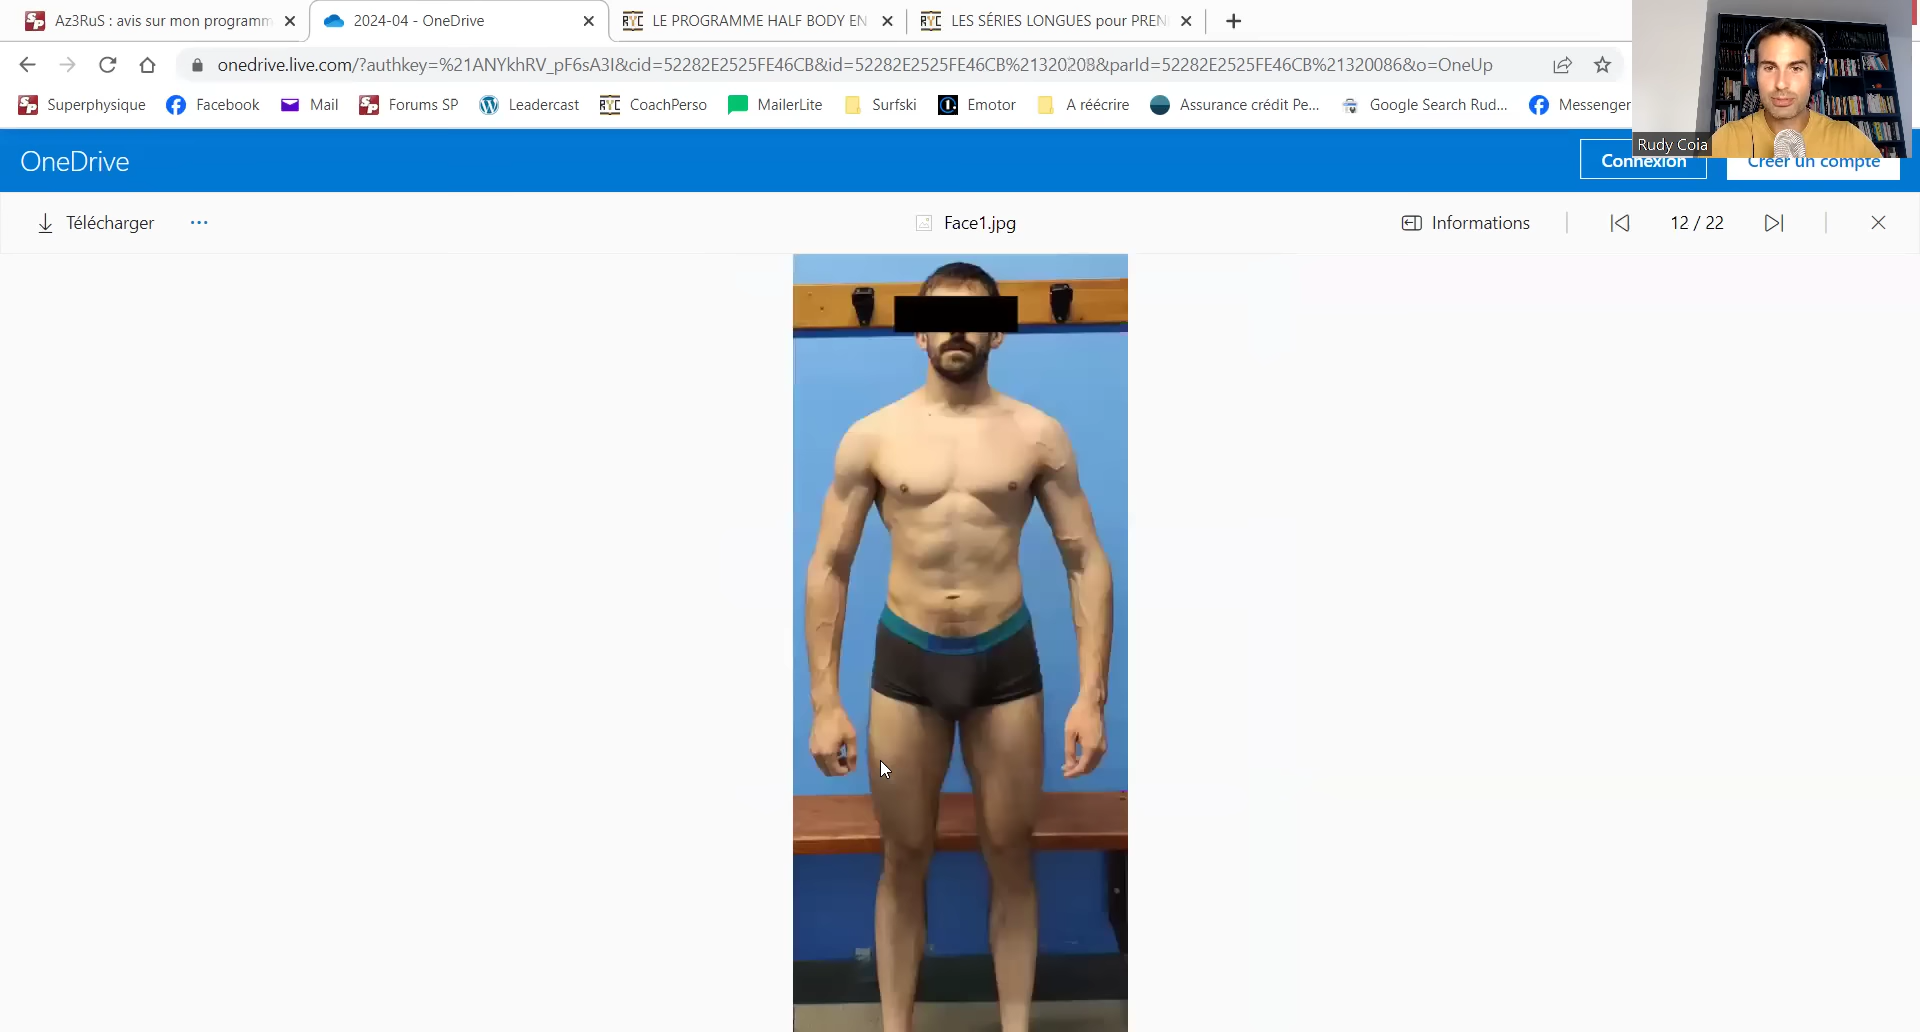 Az3RuS : avis sur mon programm
2024-04 - OneDrive
LE PROGRAMME HALF BODY EN
LES SÉRIES LONGUES pour PREN
onedrive.live.com/?authkey=%21ANYkhRV_pF6sA3I&cid=52282E2525FE46CB&id=52282E2525FE46CB%21320208&parId=52282E2525FE46CB%21320086&o=OneUp
SP Superphysique
Facebook
Mail
SP Forums SP
Leadercast
RYC CoachPerso
MailerLite
Surfski
Emotor
A réécrire
Assurance crédit Pe...
Google Search Rud...
Messenger
Rudy Coia
OneDrive
Connexion
Créer un compte
Télécharger
...
Face1.jpg
Informations
12 / 22